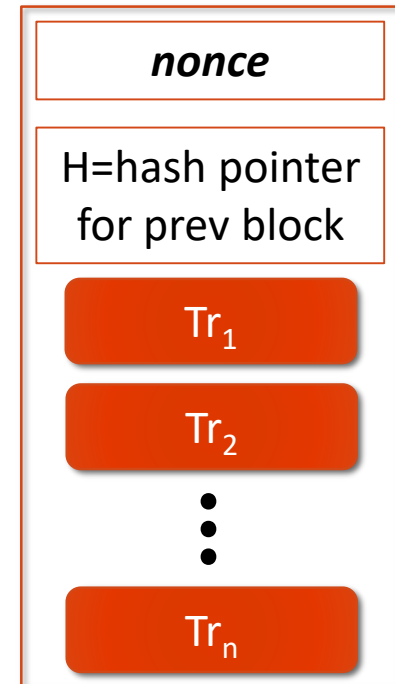 nonce
H=hash pointer
for prev block
Tr₁
Tr₂
Trₙ